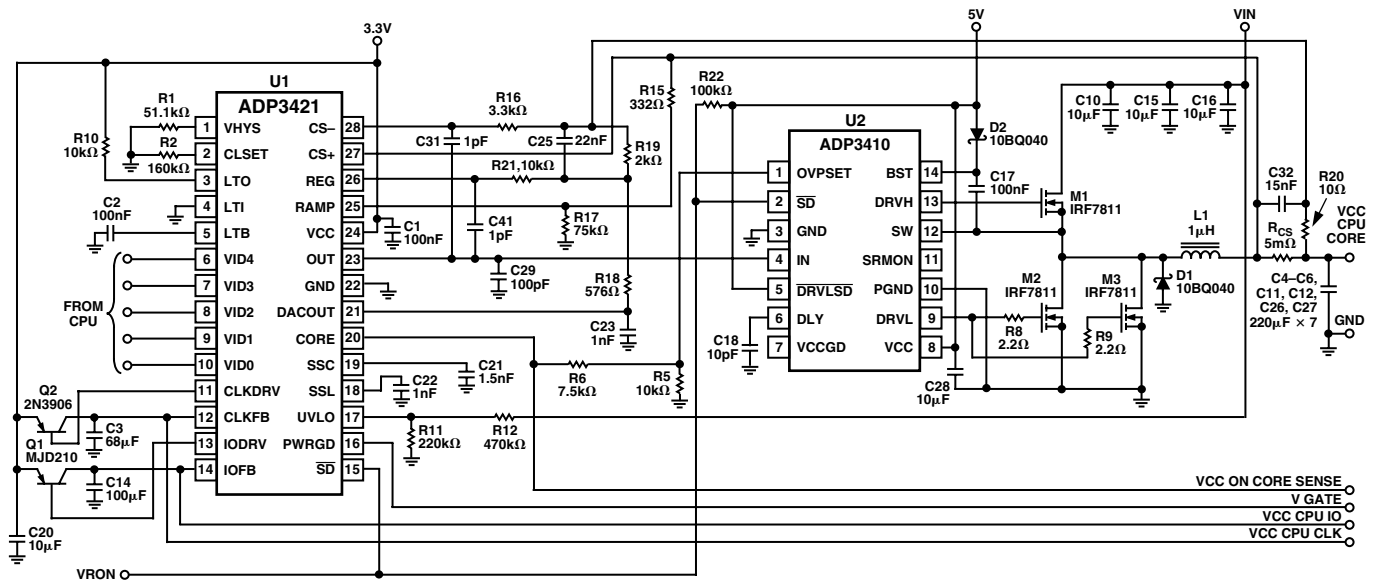 3.3V
5V
VIN
U1
ADP3421
R1
51.1kΩ
R2
160kΩ
R10
10kΩ
C2
100nF
FROM
CPU
1 VHYS
2 CLSET
3 LTO
4 LTI
5 LTB
6 VID4
7 VID3
8 VID2
9 VID1
10 VID0
11 CLKDRV
12 CLKFB
13 IODRV
14 IOFB
CS– 28
CS+ 27
REG 26
RAMP 25
VCC 24
OUT 23
GND 22
DACOUT 21
CORE 20
SSC 19
SSL 18
UVLO 17
PWRGD 16
SD 15
Q2
2N3906
Q1
MJD210
C3
68μF
C14
100μF
C20
10μF
R16
3.3kΩ
C31
1pF
C25
22nF
R15
332Ω
R19
2kΩ
R21,10kΩ
C41
1pF
R17
75kΩ
C1
100nF
C29
100pF
R18
576Ω
C23
1nF
C21
1.5nF
C22
1nF
R6
7.5kΩ
R5
10kΩ
R11
220kΩ
R12
470kΩ
R22
100kΩ
U2
ADP3410
1 OVPSET
2 SD
3 GND
4 IN
5 DRVLSD
6 DLY
7 VCCGD
BST 14
DRVH 13
SW 12
SRMON 11
PGND 10
DRVL 9
VCC 8
C18
10pF
D2
10BQ040
C17
100nF
C28
10μF
C10
10μF
C15
10μF
C16
10μF
M1
IRF7811
M2
IRF7811
M3
IRF7811
R8
2.2Ω
R9
2.2Ω
L1
1μH
D1
10BQ040
C32
15nF
R20
10Ω
RCS
5mΩ
VCC
CPU
CORE
C4–C6,
C11, C12,
C26, C27
220μF × 7
GND
VCC ON CORE SENSE
V GATE
VCC CPU IO
VCC CPU CLK
VRON